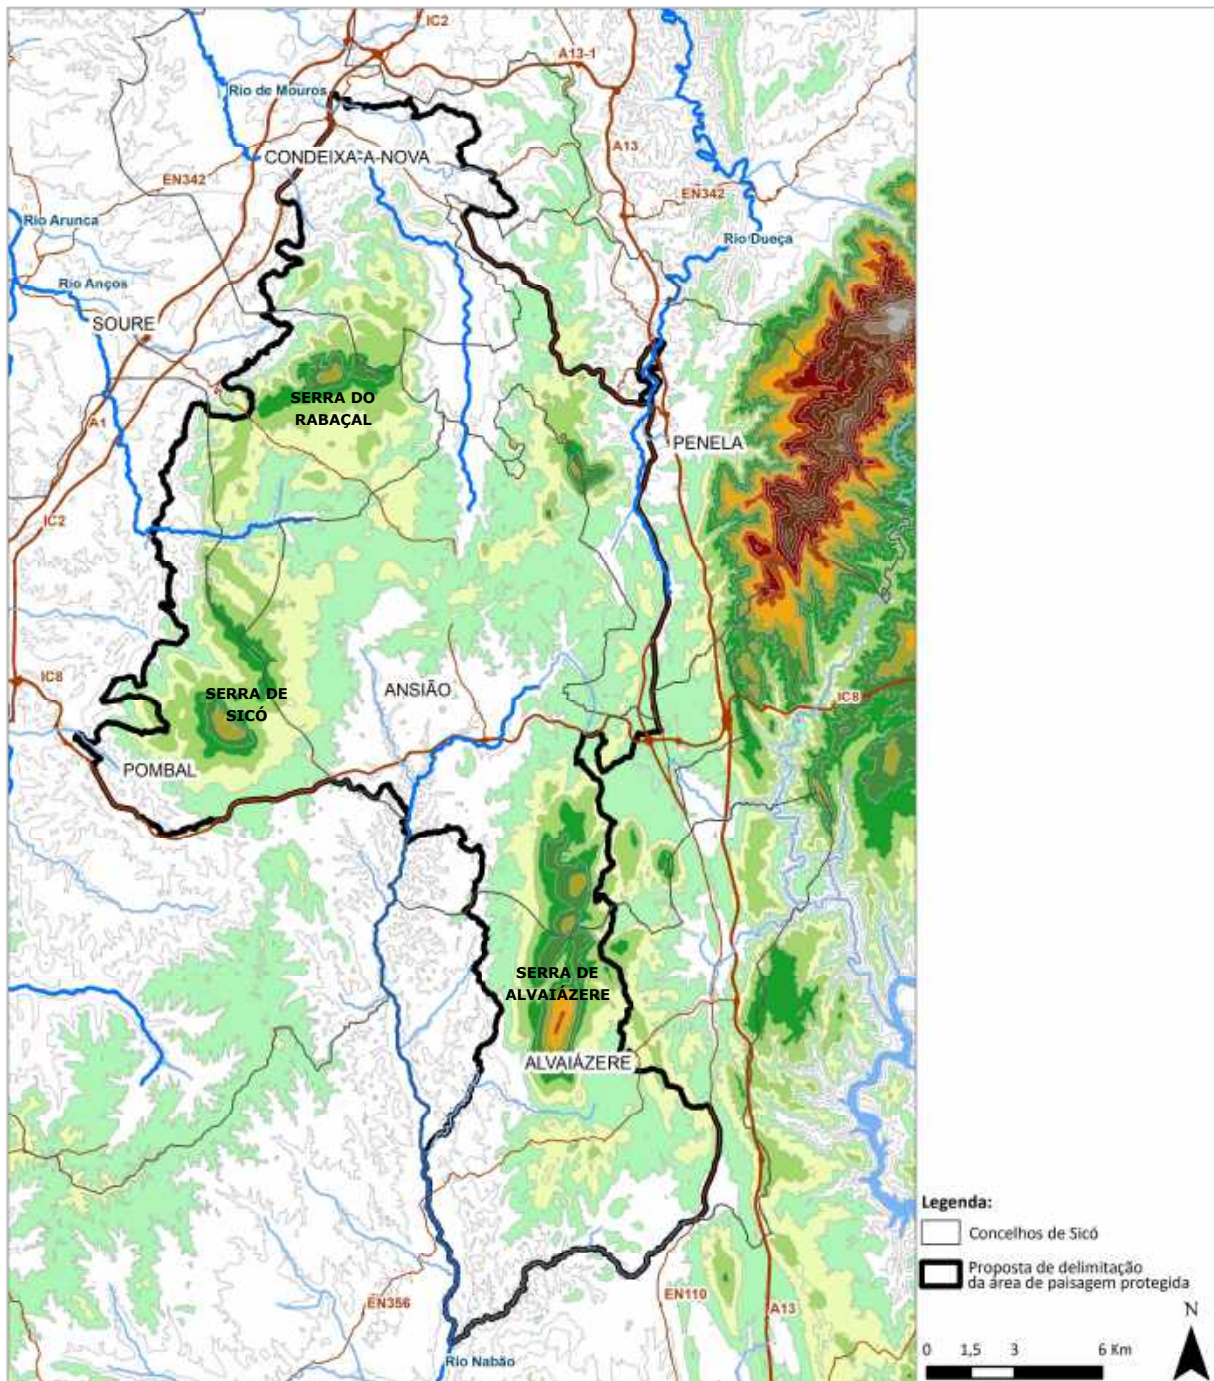 IC2
A13-1
Rio de Mouros
A13
CONDEIXA-A-NOVA
EN342
EN342
Rio Arunca
Rio Dueça
Rio Anços
SOURE
SERRA DO
RABAÇAL
A1
PENELA
IC2
IC8
SERRA DE
SICÓ
ANSIÃO
IC8
POMBAL
SERRA DE
ALVAIÁZERE
ALVAIÁZERE
Legenda:
Concelhos de Sicó
Proposta de delimitação
da área de paisagem protegida
EN356
EN110
A13
N
0 1,5 3 6 Km
Rio Nabão